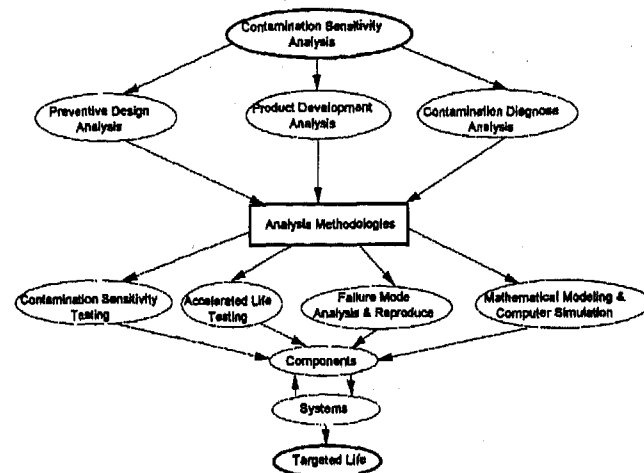 Contamination Sensitivity
Analysis
Preventive Design
Analysis
Product Development
Analysis
Contamination Diagnose
Analysis
Analysis Methodologies
Contamination Sensitivity
Testing
Accelerated Life
Testing
Failure Mode
Analysis & Reproduce
Mathematical Modeling &
Computer Simulation
Components
Systems
Targeted Life